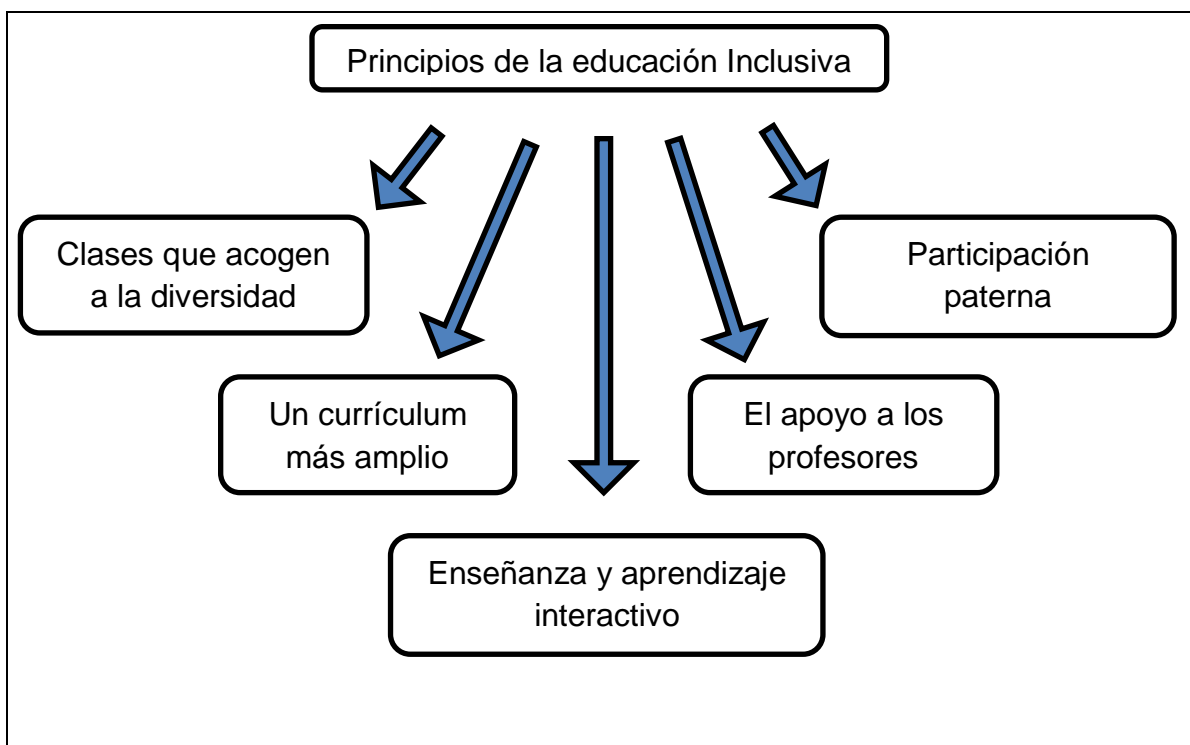 Principios de la educación Inclusiva
Clases que acogen
a la diversidad
Participación
paterna
Un currículum
más amplio
El apoyo a los
profesores
Enseñanza y aprendizaje
interactivo